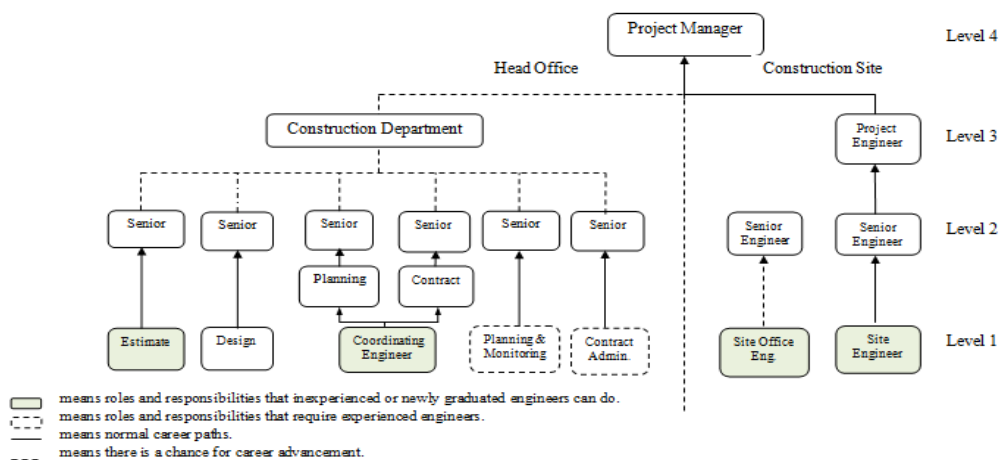 Project Manager
Level 4
Head Office
Construction Site
Construction Department
Project
Engineer
Level 3
Senior
Senior
Senior
Senior
Senior
Senior
Senior
Engineer
Senior
Engineer
Level 2
Planning
Contract
Estimate
Design
Coordinating
Engineer
Planning &
Monitoring
Contract
Admin.
Site Office
Eng.
Site
Engineer
Level 1
means roles and responsibilities that inexperienced or newly graduated engineers can do.
means roles and responsibilities that require experienced engineers.
means normal career paths.
means there is a chance for career advancement.